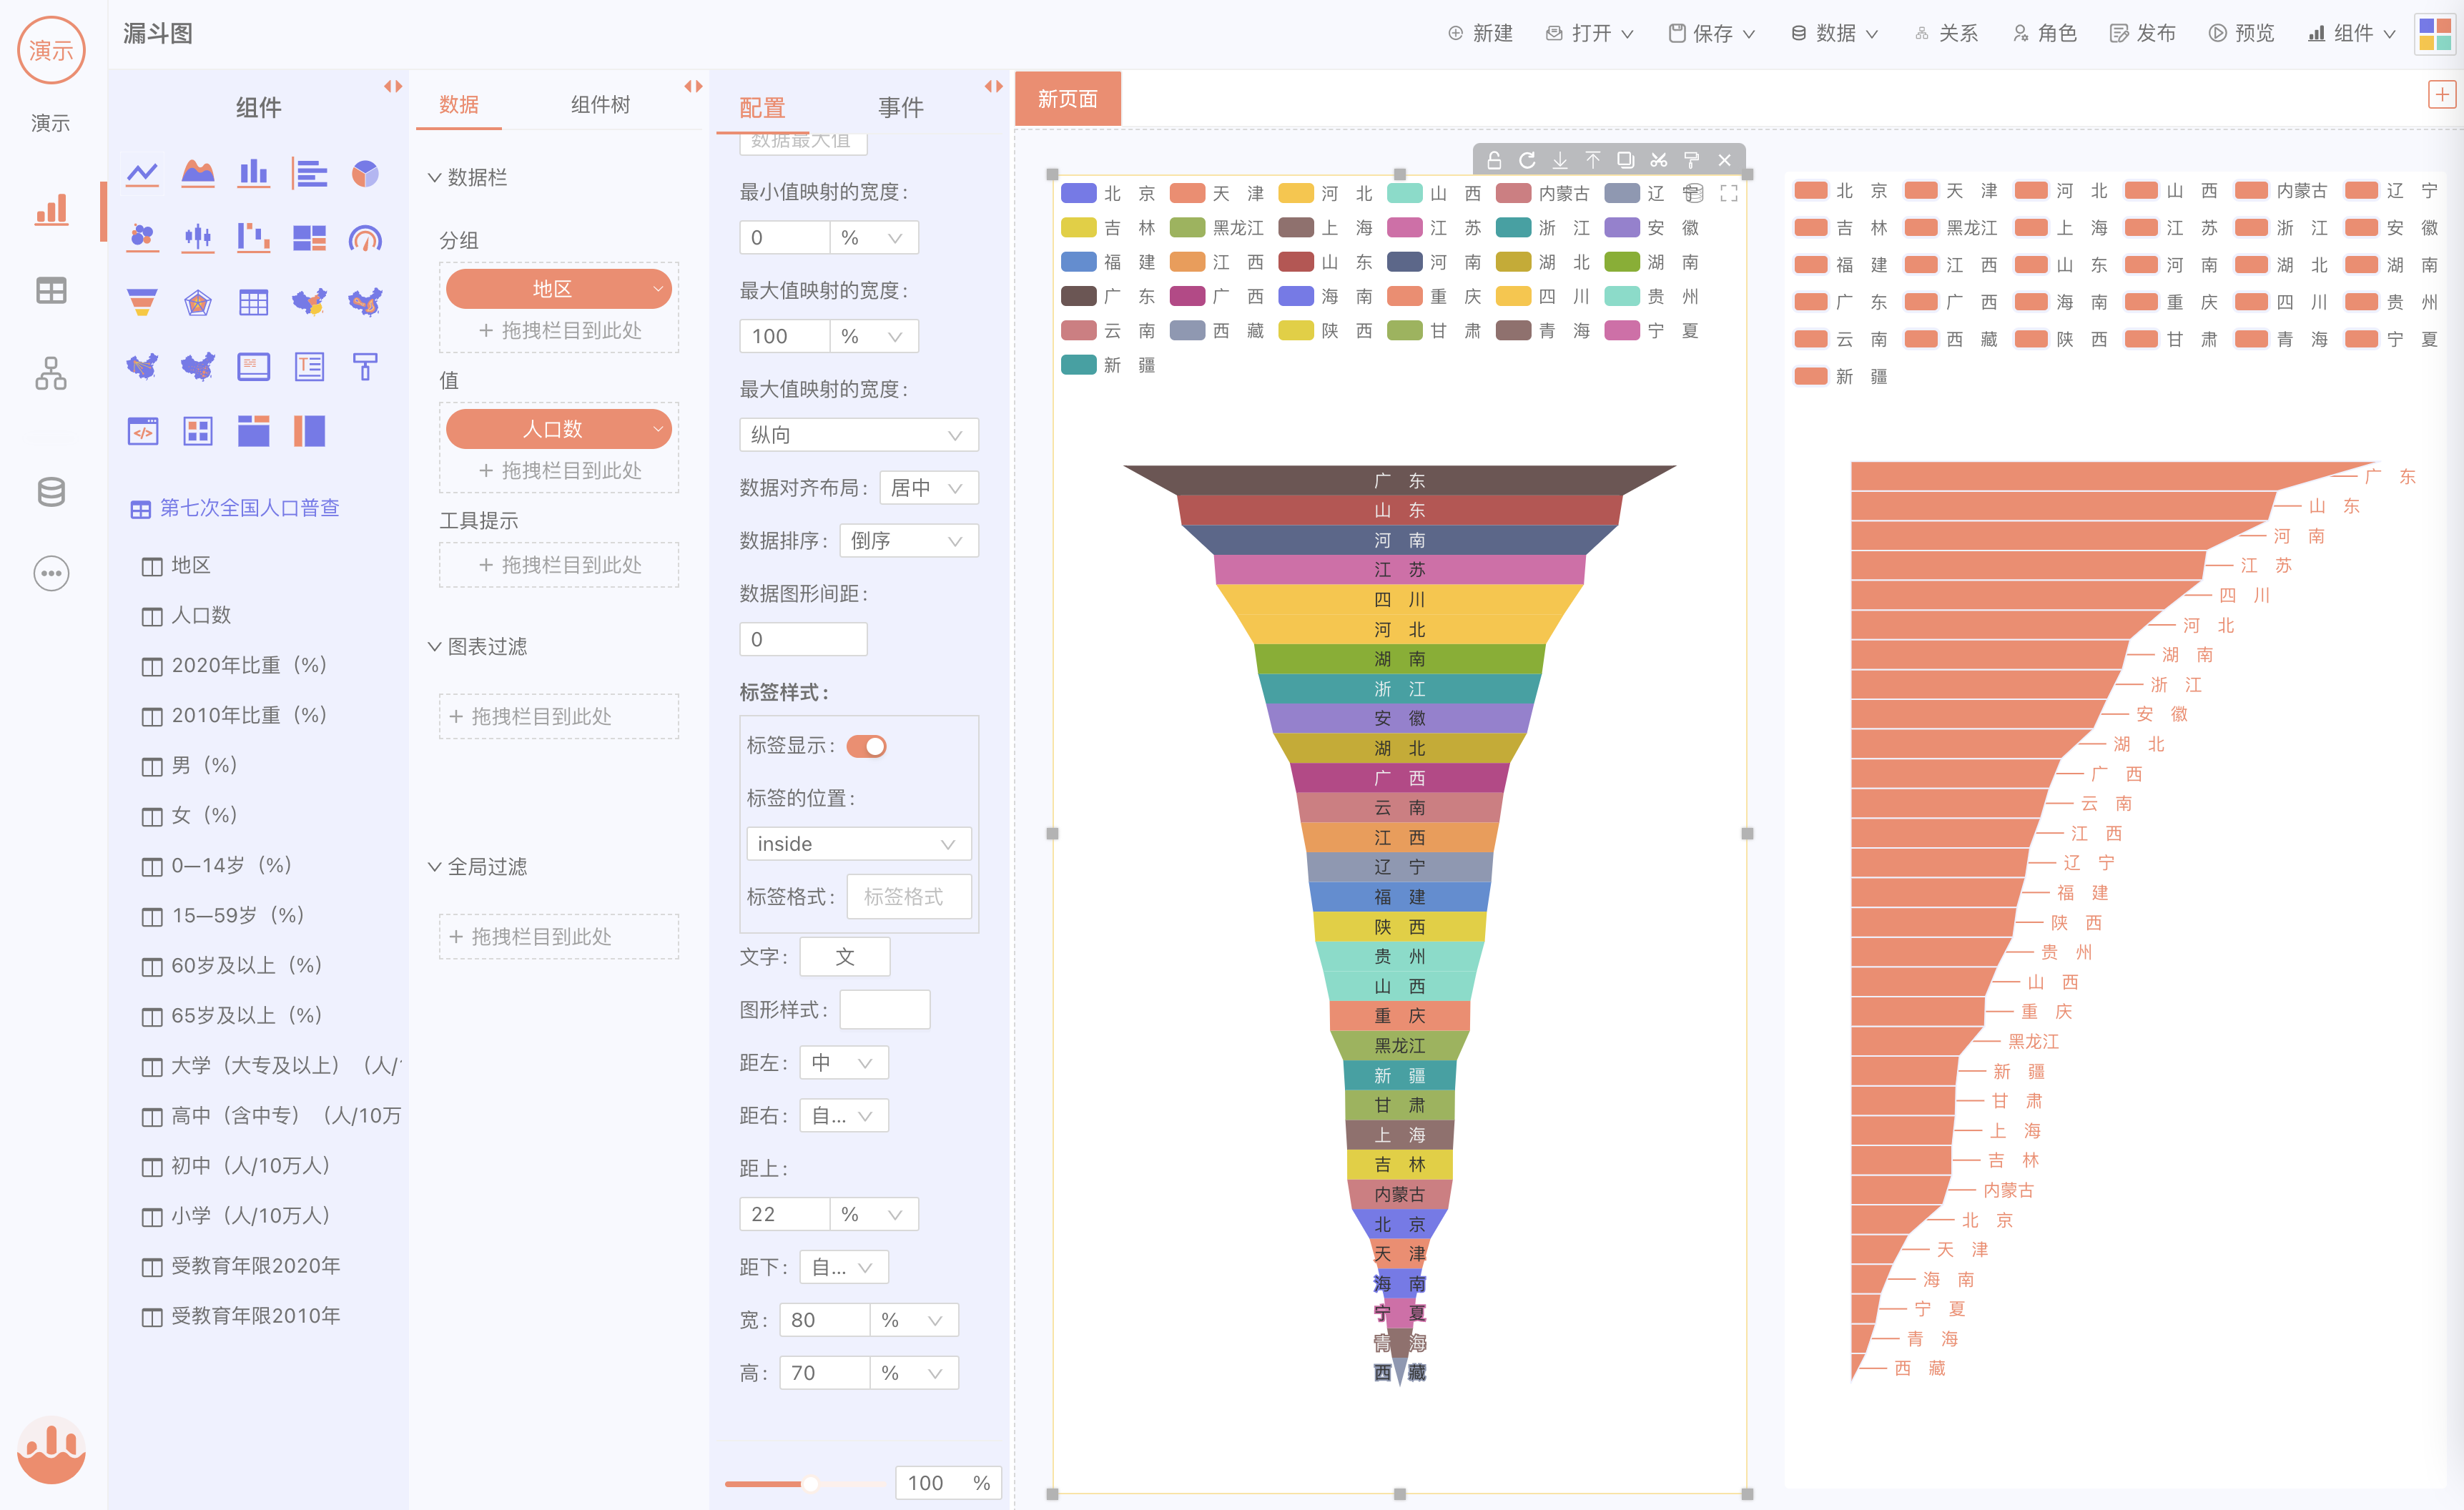 演示
漏斗图
新建
打开
保存
数据
关系
角色
发布
预览
组件
演示
组件
第七次全国人口普查
地区
人口数
2020年比重（%）
2010年比重（%）
男（%）
女（%）
0—14岁（%）
15—59岁（%）
60岁及以上（%）
65岁及以上（%）
大学（大专及以上）（人/
高中（含中专）（人/10万
初中（人/10万人）
小学（人/10万人）
受教育年限2020年
受教育年限2010年
数据 组件树
数据栏
分组
地区
+ 拖拽栏目到此处
值
人口数
+ 拖拽栏目到此处
工具提示
+ 拖拽栏目到此处
图表过滤
+ 拖拽栏目到此处
全局过滤
+ 拖拽栏目到此处
配置 事件
数据最大值
最小值映射的宽度:
0 %
最大值映射的宽度:
100 %
最大值映射的宽度:
纵向
数据对齐布局: 居中
数据排序: 倒序
数据图形间距:
0
标签样式:
标签显示:
标签的位置:
inside
标签格式: 标签格式
文字: 文
图形样式:
距左: 中
距右: 自...
距上:
22 %
距下: 自...
宽: 80 %
高: 70 %
100 %
新页面
北 京 天 津 河 北 山 西 内蒙古 辽 宁
吉 林 黑龙江 上 海 江 苏 浙 江 安 徽
福 建 江 西 山 东 河 南 湖 北 湖 南
广 东 广 西 海 南 重 庆 四 川 贵 州
云 南 西 藏 陕 西 甘 肃 青 海 宁 夏
新 疆
广 东
山 东
河 南
江 苏
四 川
河 北
湖 南
浙 江
安 徽
湖 北
广 西
云 南
江 西
辽 宁
福 建
陕 西
贵 州
山 西
重 庆
黑龙江
新 疆
甘 肃
上 海
吉 林
内蒙古
北 京
天 津
海 南
宁 夏
青 海
西 藏
北 京 天 津 河 北 山 西 内蒙古 辽 宁
吉 林 黑龙江 上 海 江 苏 浙 江 安 徽
福 建 江 西 山 东 河 南 湖 北 湖 南
广 东 广 西 海 南 重 庆 四 川 贵 州
云 南 西 藏 陕 西 甘 肃 青 海 宁 夏
新 疆
广 东
山 东
河 南
江 苏
四 川
河 北
湖 南
浙 江
安 徽
湖 北
广 西
云 南
江 西
辽 宁
福 建
陕 西
贵 州
山 西
重 庆
黑龙江
新 疆
甘 肃
上 海
吉 林
内蒙古
北 京
天 津
海 南
宁 夏
青 海
西 藏